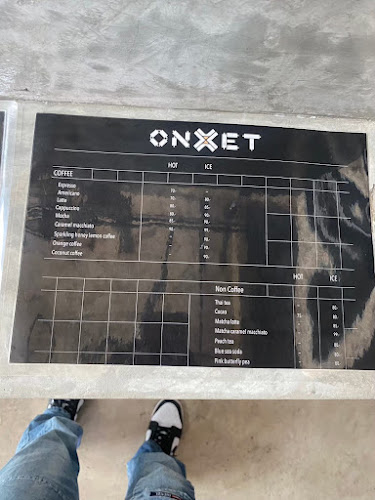 ONXET
HOT ICE
COFFEE
Espresso
Americano
Latte
Cappuccino
Mocha
Caramel macchiato
Sparkling honey lemon coffee
Orange coffee
Coconut coffee
HOT ICE
Non Coffee
Thai tea
Cocoa
Matcha latte
Matcha caramel macchiato
Peach tea
Blue sea soda
Pink butterfly pea